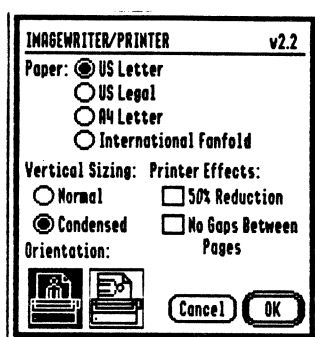 IMAGEWRITER/PRINTER v2.2
Paper: US Letter
US Legal
A4 Letter
International Fanfold
Vertical Sizing: Printer Effects:
Normal 50% Reduction
Condensed No Gaps Between
Pages
Orientation:
Cancel OK